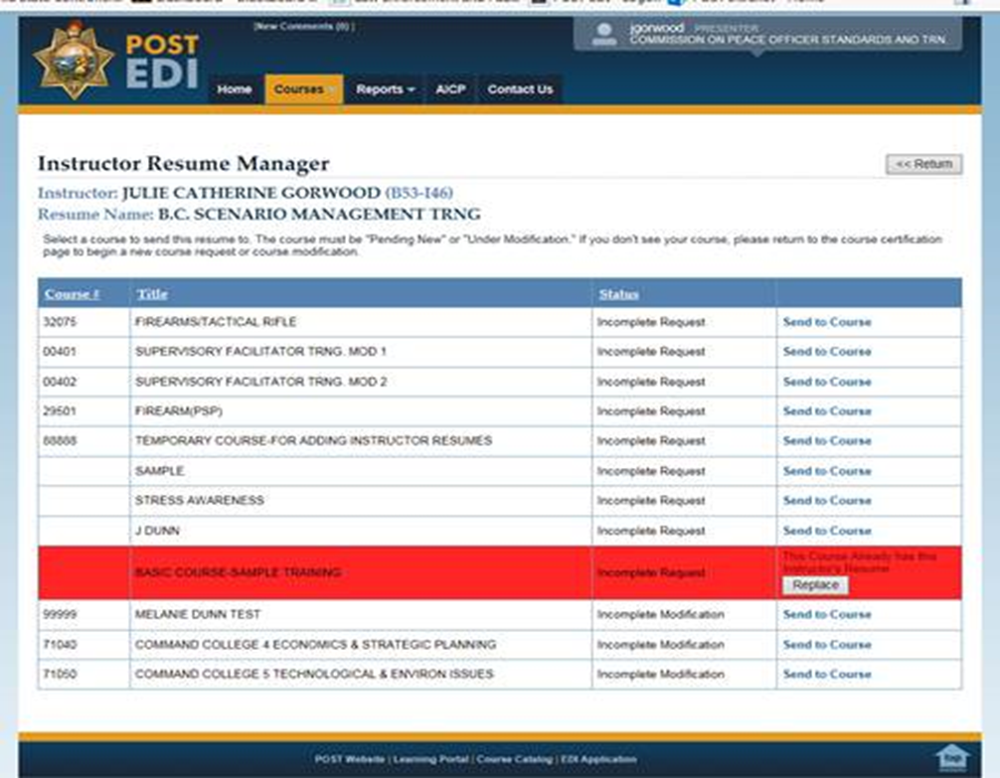 [New Comments (0)]
jgorwood PRESENTER
COMMISSION ON PEACE OFFICER STANDARDS AND TRN.
POST
EDI
Home Courses Reports AICP Contact Us
Instructor Resume Manager
<< Return
Instructor: JULIE CATHERINE GORWOOD (B53-I46)
Resume Name: B.C. SCENARIO MANAGEMENT TRNG
Select a course to send this resume to. The course must be "Pending New" or "Under Modification." If you don't see your course, please return to the course certification
page to begin a new course request or course modification.
Course # Title Status
32075 FIREARMS/TACTICAL RIFLE Incomplete Request Send to Course
00401 SUPERVISORY FACILITATOR TRNG. MOD 1 Incomplete Request Send to Course
00402 SUPERVISORY FACILITATOR TRNG. MOD 2 Incomplete Request Send to Course
29501 FIREARM(PSP) Incomplete Request Send to Course
88888 TEMPORARY COURSE-FOR ADDING INSTRUCTOR RESUMES Incomplete Request Send to Course
SAMPLE Incomplete Request Send to Course
STRESS AWARENESS Incomplete Request Send to Course
J DUNN Incomplete Request Send to Course
This Course Already has this
BASIC COURSE-SAMPLE TRAINING Incomplete Request Instructor's Resume
Replace
99999 MELANIE DUNN TEST Incomplete Modification Send to Course
71040 COMMAND COLLEGE 4 ECONOMICS & STRATEGIC PLANNING Incomplete Modification Send to Course
71050 COMMAND COLLEGE 5 TECHNOLOGICAL & ENVIRON ISSUES Incomplete Modification Send to Course
POST Website | Learning Portal | Course Catalog | EDI Application
top